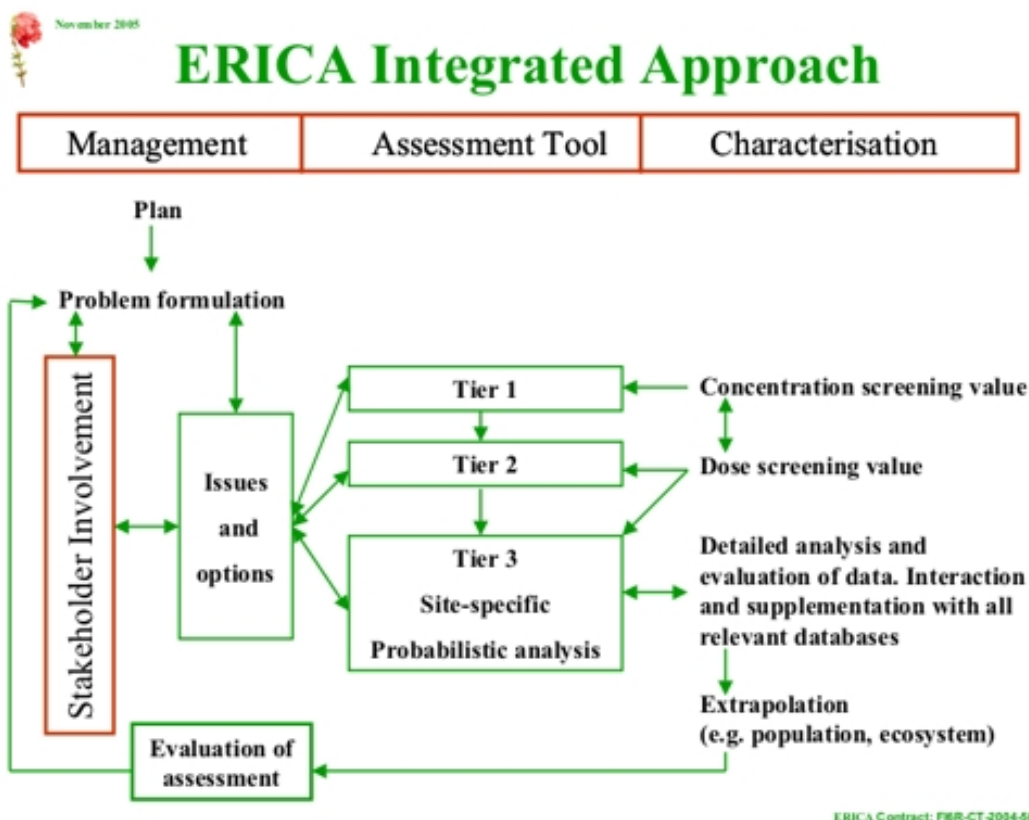 November 2005
ERICA Integrated Approach
Management
Assessment Tool
Characterisation
Plan
Problem formulation
Stakeholder Involvement
Issues
and
options
Tier 1
Tier 2
Tier 3
Site-specific
Probabilistic analysis
Concentration screening value
Dose screening value
Detailed analysis and
evaluation of data. Interaction
and supplementation with all
relevant databases
Extrapolation
(e.g. population, ecosystem)
Evaluation of
assessment
ERICA Contract: